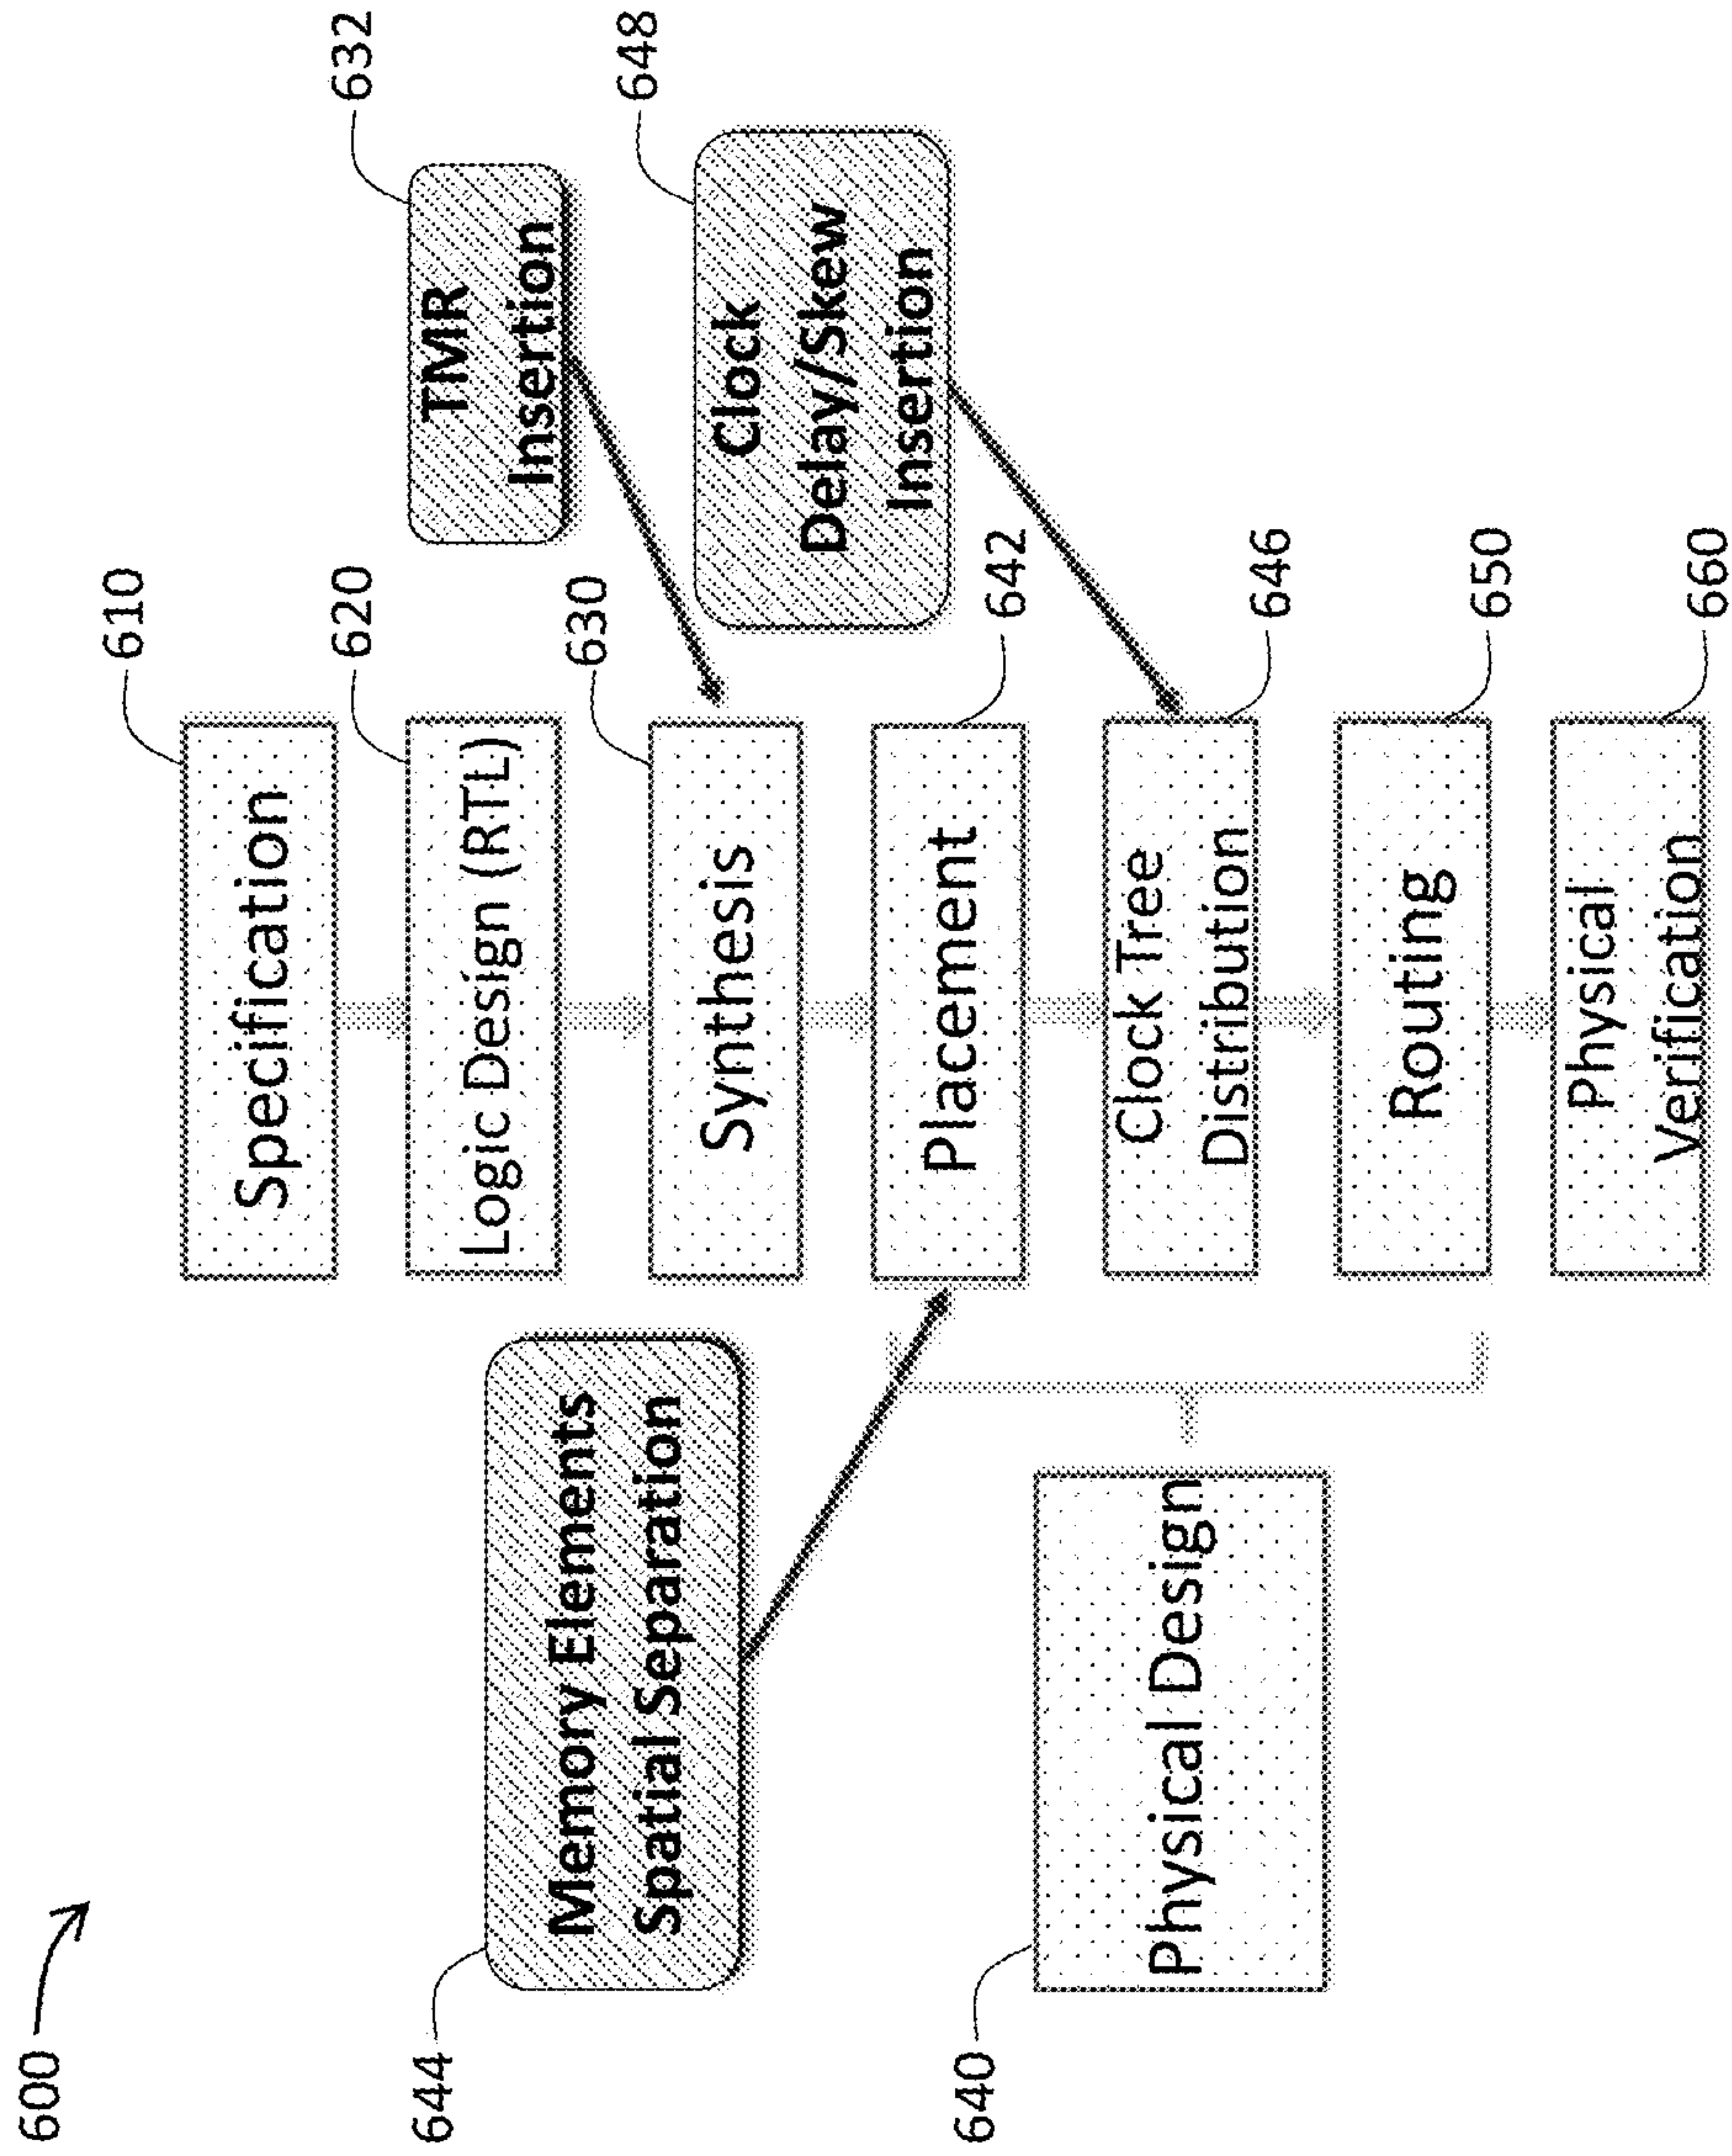 600
610
Specification
620
Logic Design (RTL)
632
TMR
Insertion
630
Synthesis
644
Memory Elements
Spatial Separation
648
Clock
Delay/Skew
Insertion
642
Placement
646
Clock Tree
Distribution
640
Physical Design
650
Routing
660
Physical
Verification